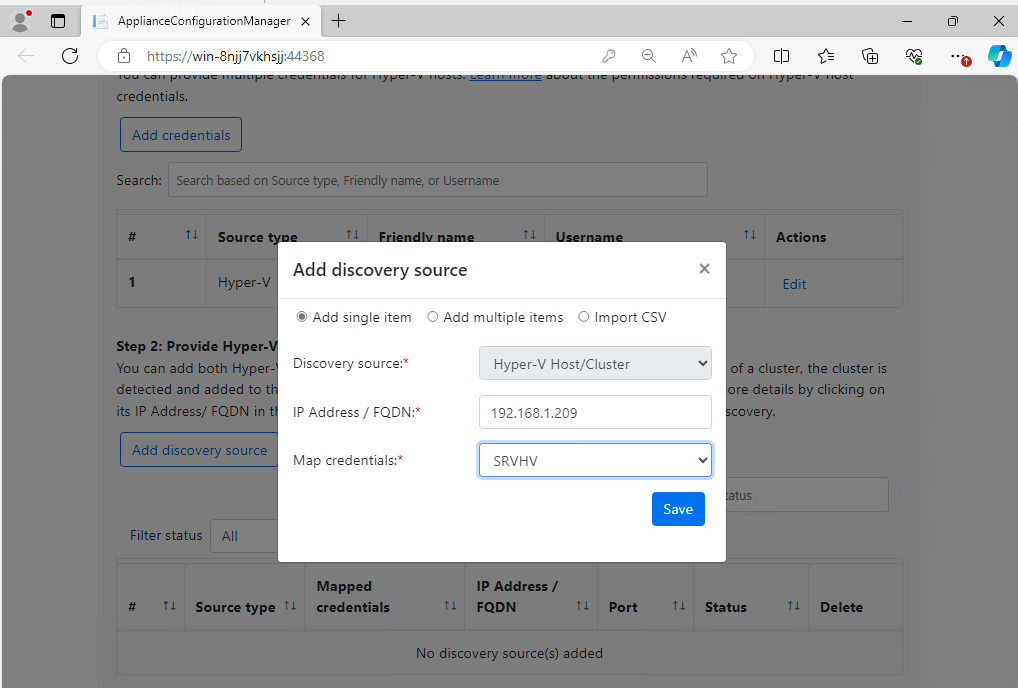 ApplianceConfigurationManager
https://win-8njj7vkhsjj:44368
You can provide multiple credentials for Hyper-V hosts. Learn more about the permissions required on Hyper-V host
credentials.
Add credentials
Search: Search based on Source type, Friendly name, or Username
# Source type Friendly name Username Actions
1 Hyper-V Edit
Add discovery source
Add single item Add multiple items Import CSV
Discovery source:* Hyper-V Host/Cluster
IP Address / FQDN:* 192.168.1.209
Map credentials:* SRVHV
Save
Step 2: Provide Hyper-V
You can add both Hyper-V of a cluster, the cluster is
detected and added to th ore details by clicking on
its IP Address/ FQDN in th scovery.
Add discovery source
tatus
Filter status All
# Source type Mapped credentials IP Address / FQDN Port Status Delete
No discovery source(s) added